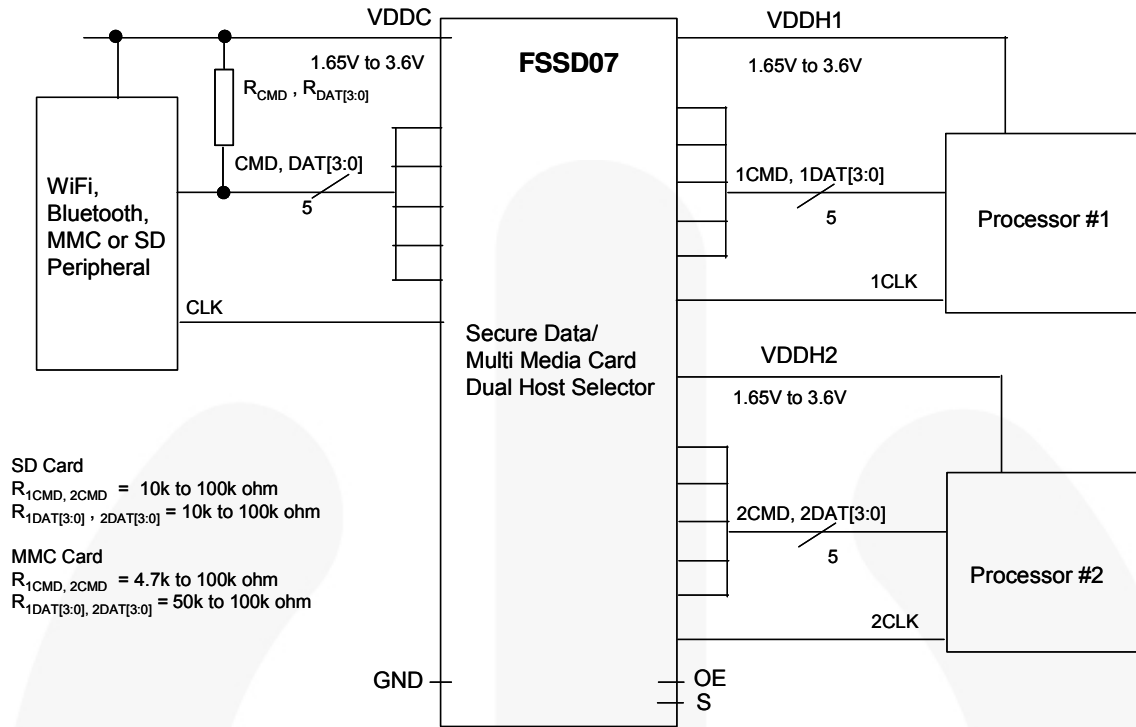 VDDC
1.65V to 3.6V
R_CMD , R_DAT[3:0]
CMD, DAT[3:0]
5
WiFi,
Bluetooth,
MMC or SD
Peripheral
CLK
FSSD07
Secure Data/
Multi Media Card
Dual Host Selector
VDDH1
1.65V to 3.6V
1CMD, 1DAT[3:0]
5
1CLK
Processor #1
VDDH2
1.65V to 3.6V
2CMD, 2DAT[3:0]
5
2CLK
Processor #2
SD Card
R1CMD, 2CMD = 10k to 100k ohm
R1DAT[3:0] , 2DAT[3:0] = 10k to 100k ohm
MMC Card
R1CMD, 2CMD = 4.7k to 100k ohm
R1DAT[3:0], 2DAT[3:0] = 50k to 100k ohm
GND
OE
S